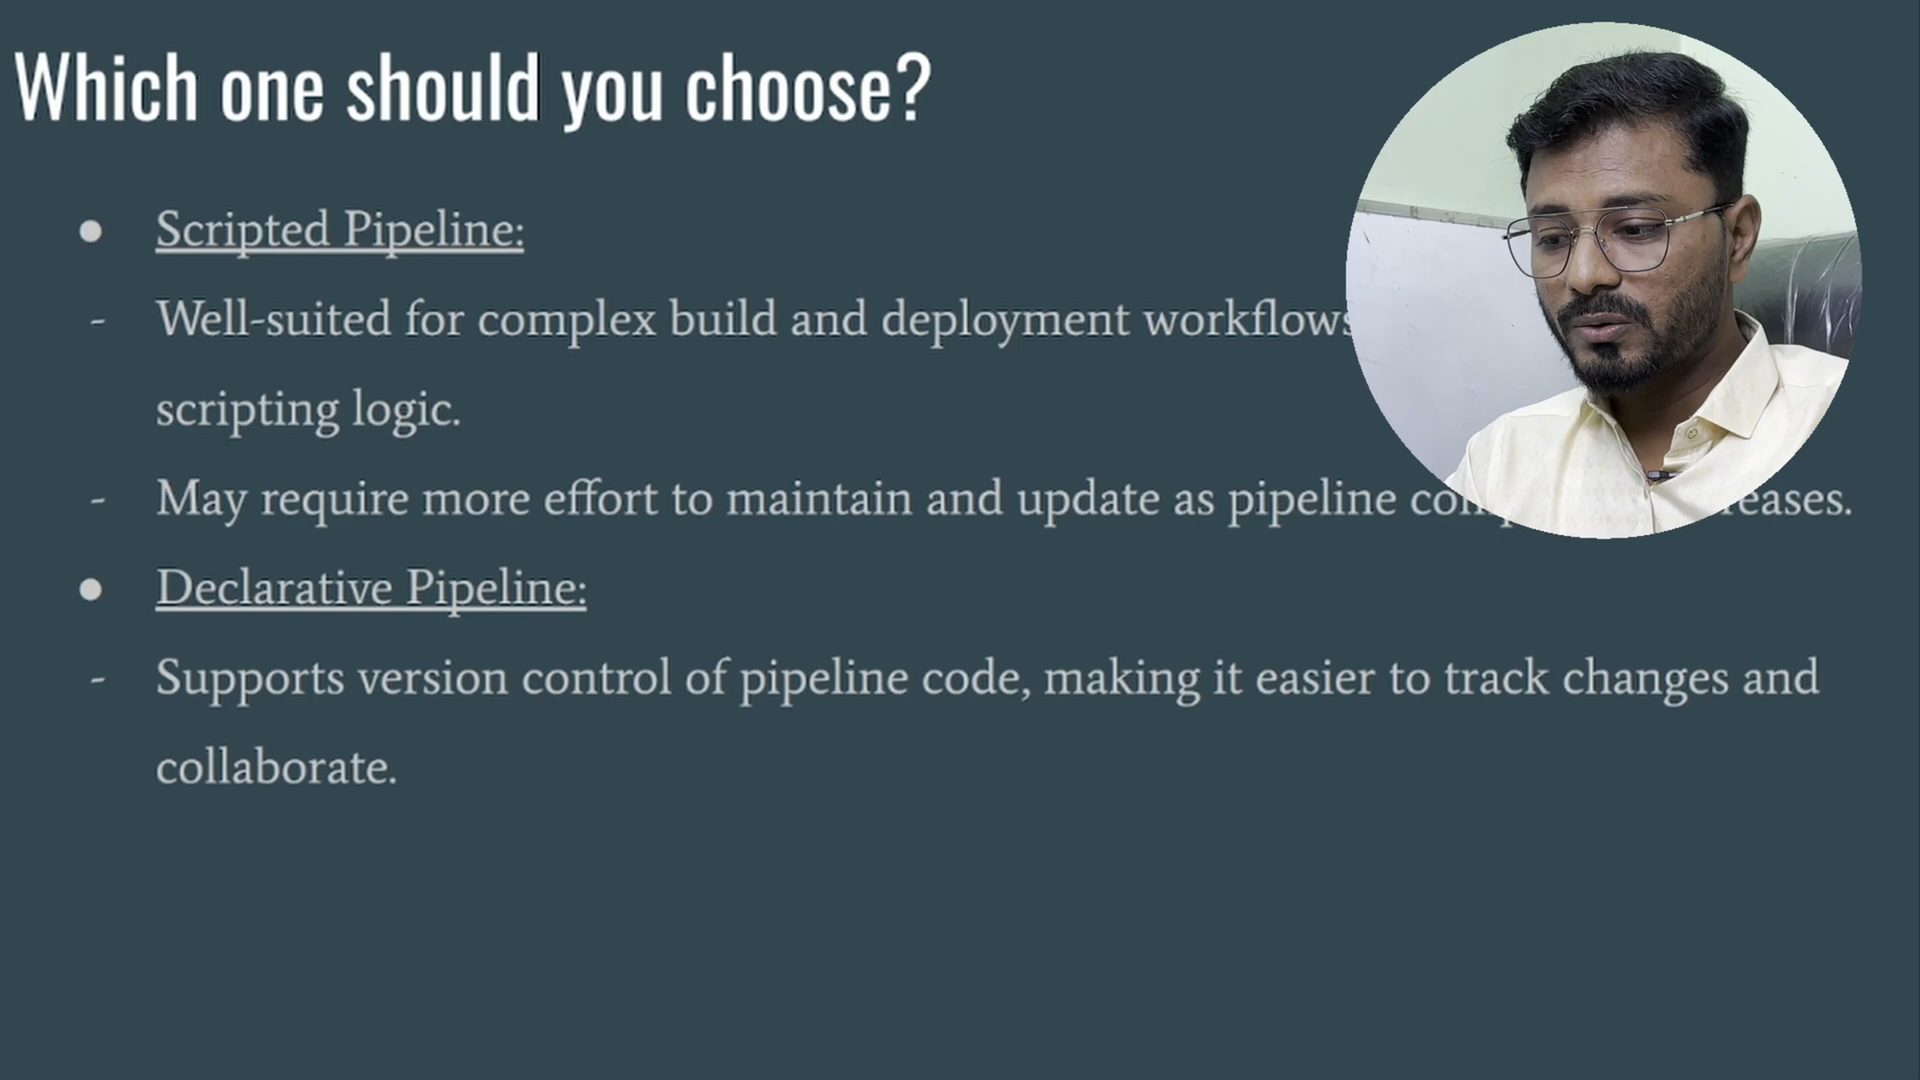 Which one should you choose?
● Scripted Pipeline:
- Well-suited for complex build and deployment workflows
scripting logic.
- May require more effort to maintain and update as pipeline
● Declarative Pipeline:
- Supports version control of pipeline code, making it easier to track changes and
collaborate.